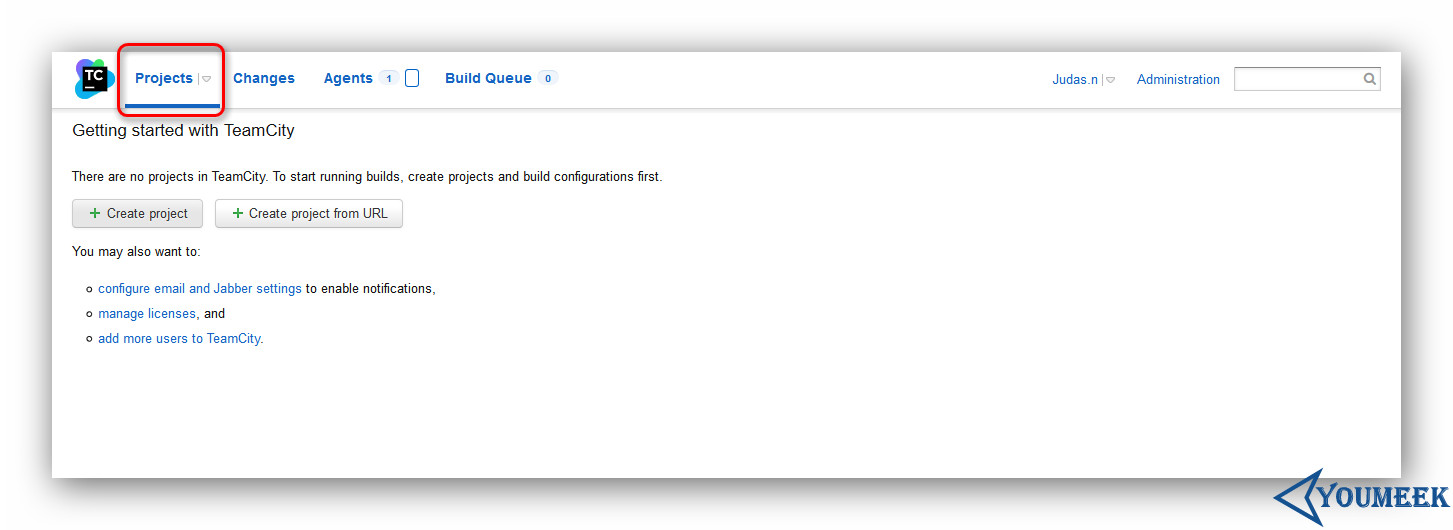 TC Projects Changes Agents 1 Build Queue 0 Judas.n Administration
Getting started with TeamCity
There are no projects in TeamCity. To start running builds, create projects and build configurations first.
+ Create project + Create project from URL
You may also want to:
configure email and Jabber settings to enable notifications,
manage licenses, and
add more users to TeamCity.
YOUMEEK